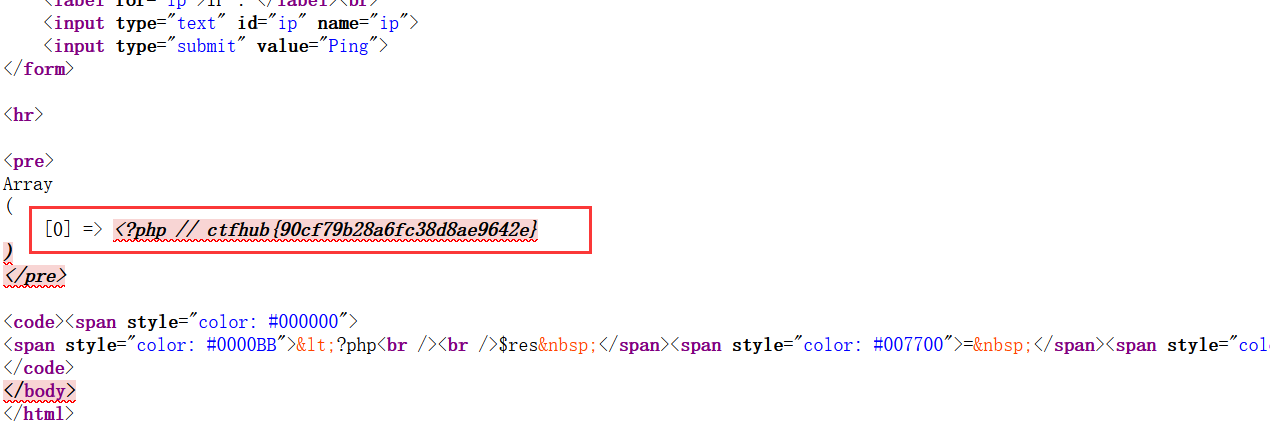 <label for="ip">IP : </label><br>
<input type="text" id="ip" name="ip">
<input type="submit" value="Ping">
</form>
<hr>
<pre>
Array
(
[0] => <?php // ctfhub{90cf79b28a6fc38d8ae9642e}
)
</pre>
<code><span style="color: #000000">
<span style="color: #0000BB">&lt;?php<br /><br />$res&nbsp;</span><span style="color: #007700">=&nbsp;</span><span style="col
</code>
</body>
</html>